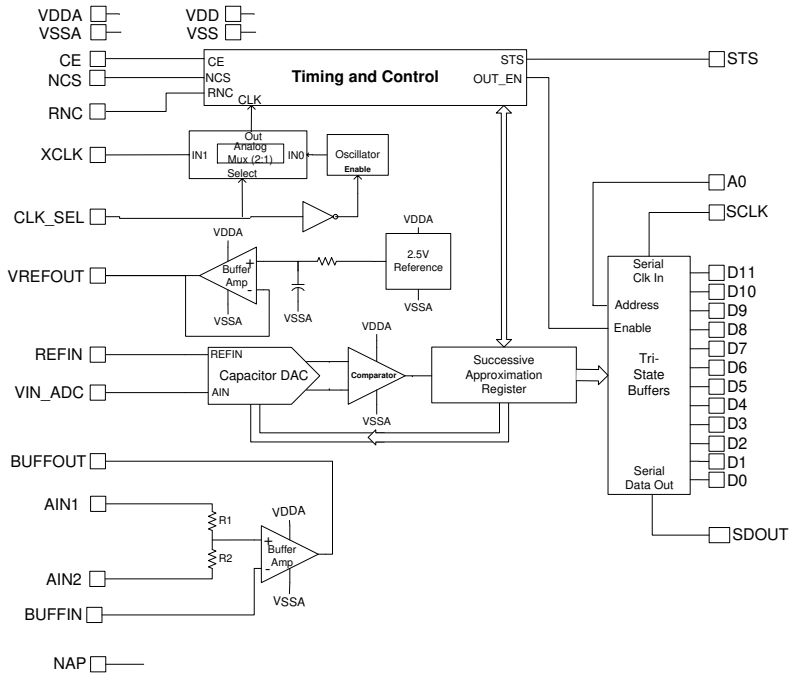 VDDA
VDD
VSSA
VSS
CE
NCS
RNC
CE
NCS
RNC
CLK
Timing and Control
STS
OUT_EN
STS
XCLK
IN1
Out
Analog
Mux (2:1)
Select
IN0
Oscillator
Enable
CLK_SEL
A0
SCLK
VREFOUT
VDDA
Buffer
Amp
+
-
VSSA
VSSA
VDDA
2.5V
Reference
VSSA
REFIN
VIN_ADC
REFIN
AIN
Capacitor DAC
VDDA
Comparator
VSSA
Successive
Approximation
Register
Serial
Clk In
Address
Enable
Tri-
State
Buffers
Serial
Data Out
D11
D10
D9
D8
D7
D6
D5
D4
D3
D2
D1
D0
SDOUT
BUFFOUT
AIN1
R1
R2
AIN2
VDDA
+
Buffer
Amp
-
VSSA
BUFFIN
NAP